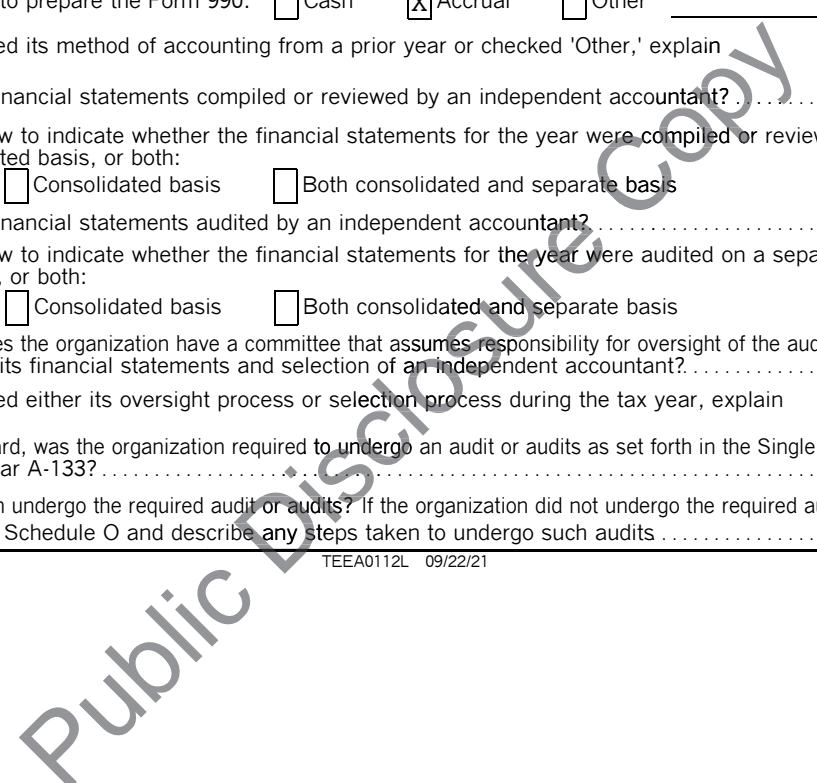 to prepare the Form 990: Cash X Accrual Other
ed its method of accounting from a prior year or checked 'Other,' explain
nancial statements compiled or reviewed by an independent accountant? ........
w to indicate whether the financial statements for the year were compiled or review
ted basis, or both:
Consolidated basis Both consolidated and separate basis
nancial statements audited by an independent accountant?.......................
w to indicate whether the financial statements for the year were audited on a sepa
, or both:
Consolidated basis Both consolidated and separate basis
es the organization have a committee that assumes responsibility for oversight of the aud
its financial statements and selection of an independent accountant?..............
ed either its oversight process or selection process during the tax year, explain
ard, was the organization required to undergo an audit or audits as set forth in the Single
ar A-133?..........................................................................
n undergo the required audit or audits? If the organization did not undergo the required au
Schedule O and describe any steps taken to undergo such audits.................
TEEA0112L 09/22/21
Public Disclosure Copy